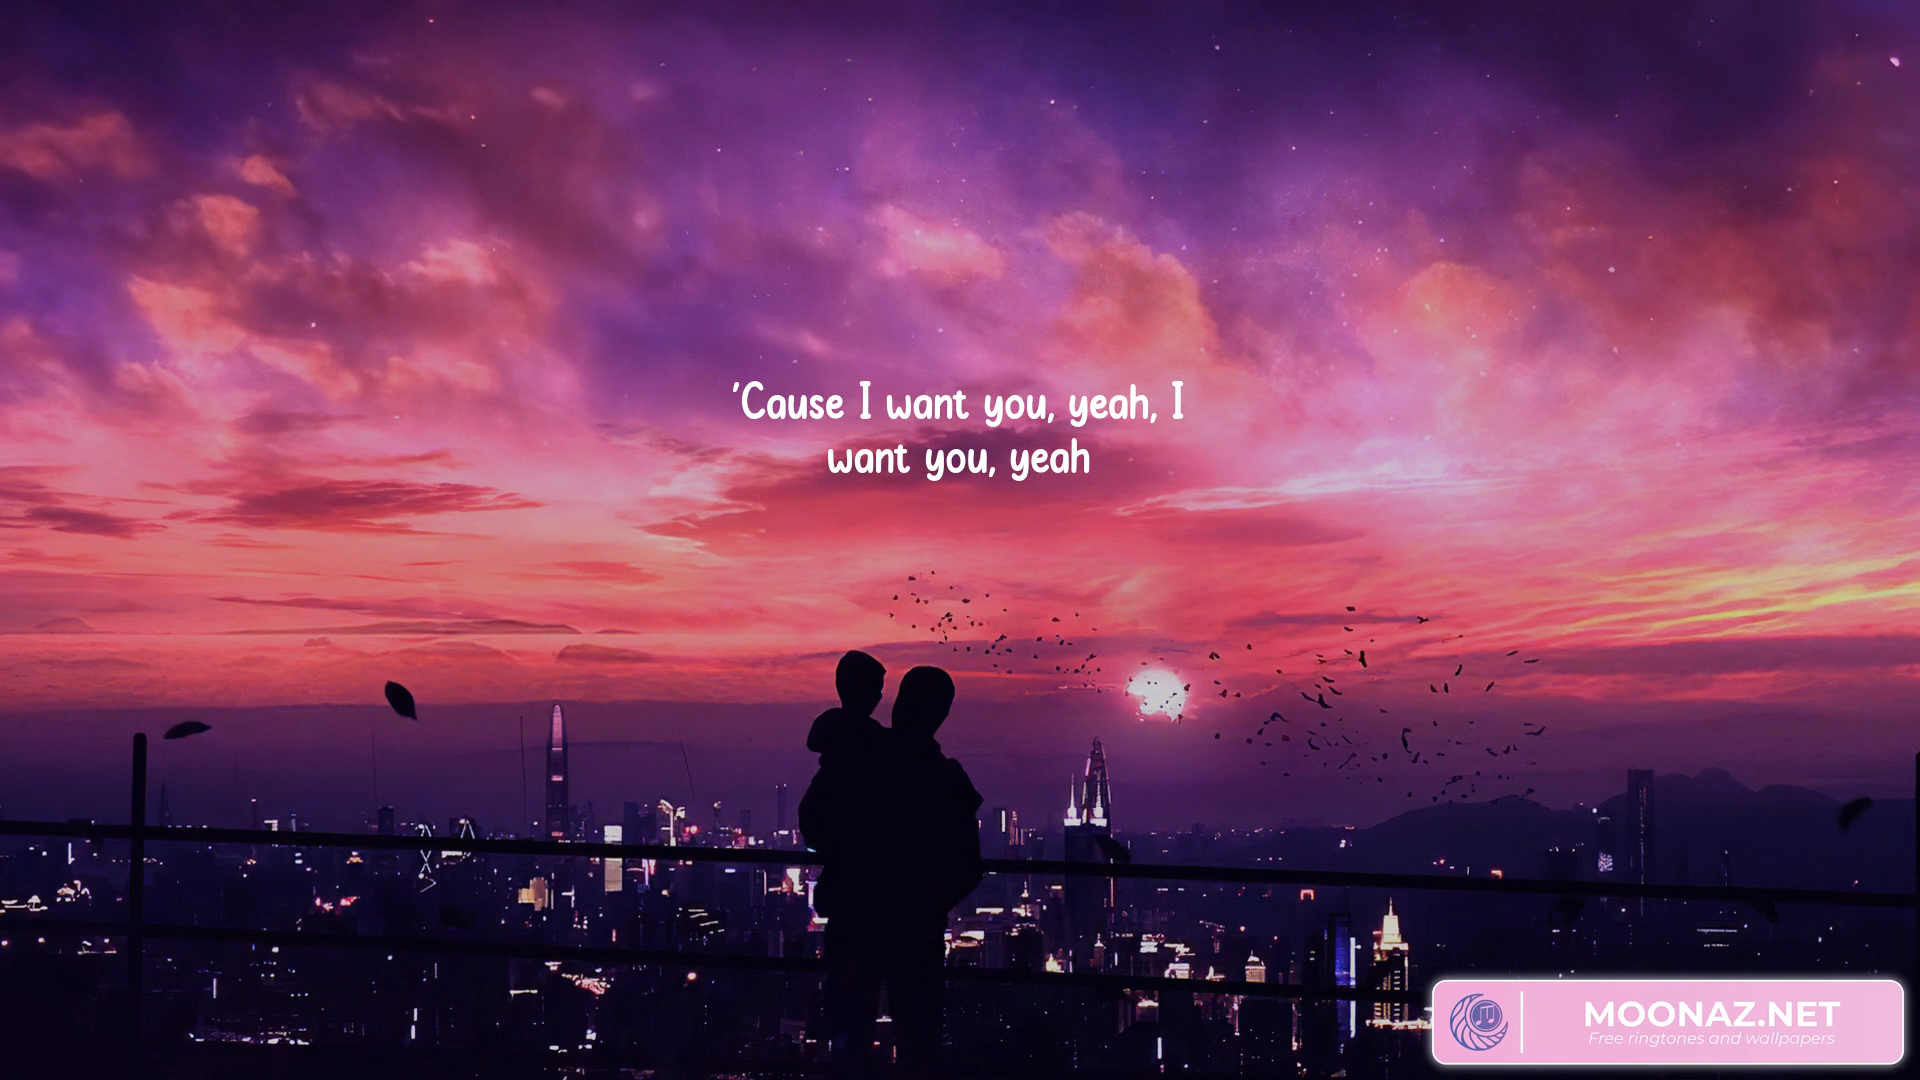 'Cause I want you, yeah, I
want you, yeah
MOONAZ.NET
Free ringtones and wallpapers